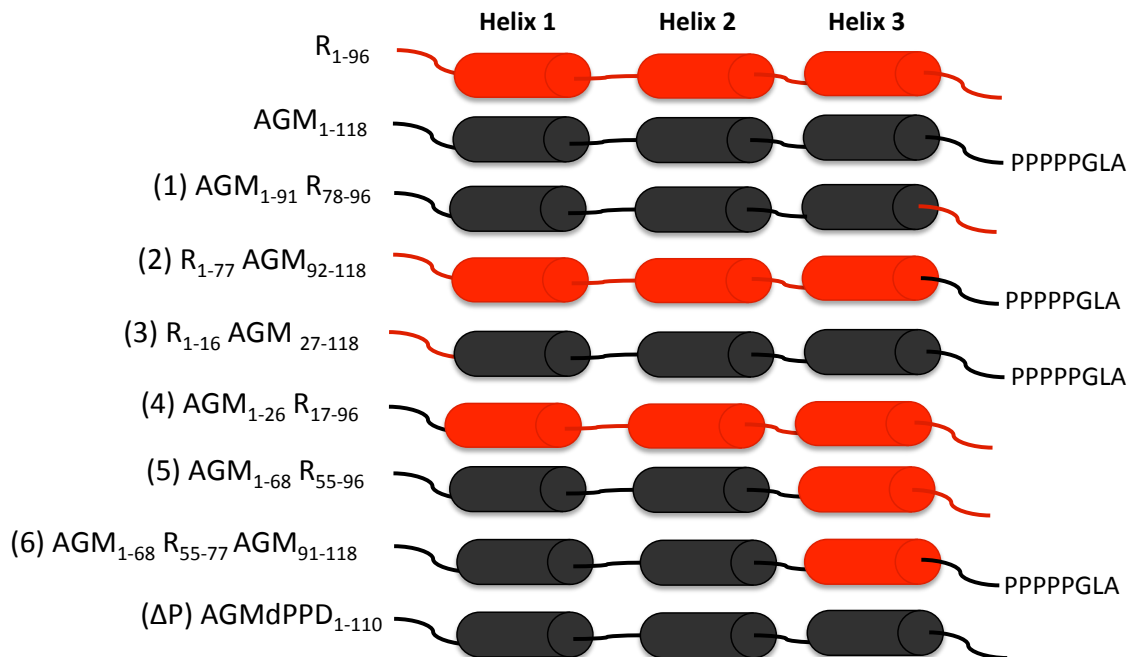 Helix 1 Helix 2 Helix 3
R1-96
AGM1-118 PPPPPGLA
(1) AGM1-91 R78-96
(2) R1-77 AGM92-118 PPPPPGLA
(3) R1-16 AGM 27-118 PPPPPGLA
(4) AGM1-26 R17-96
(5) AGM1-68 R55-96
(6) AGM1-68 R55-77 AGM91-118 PPPPPGLA
(ΔP) AGMdPPD1-110